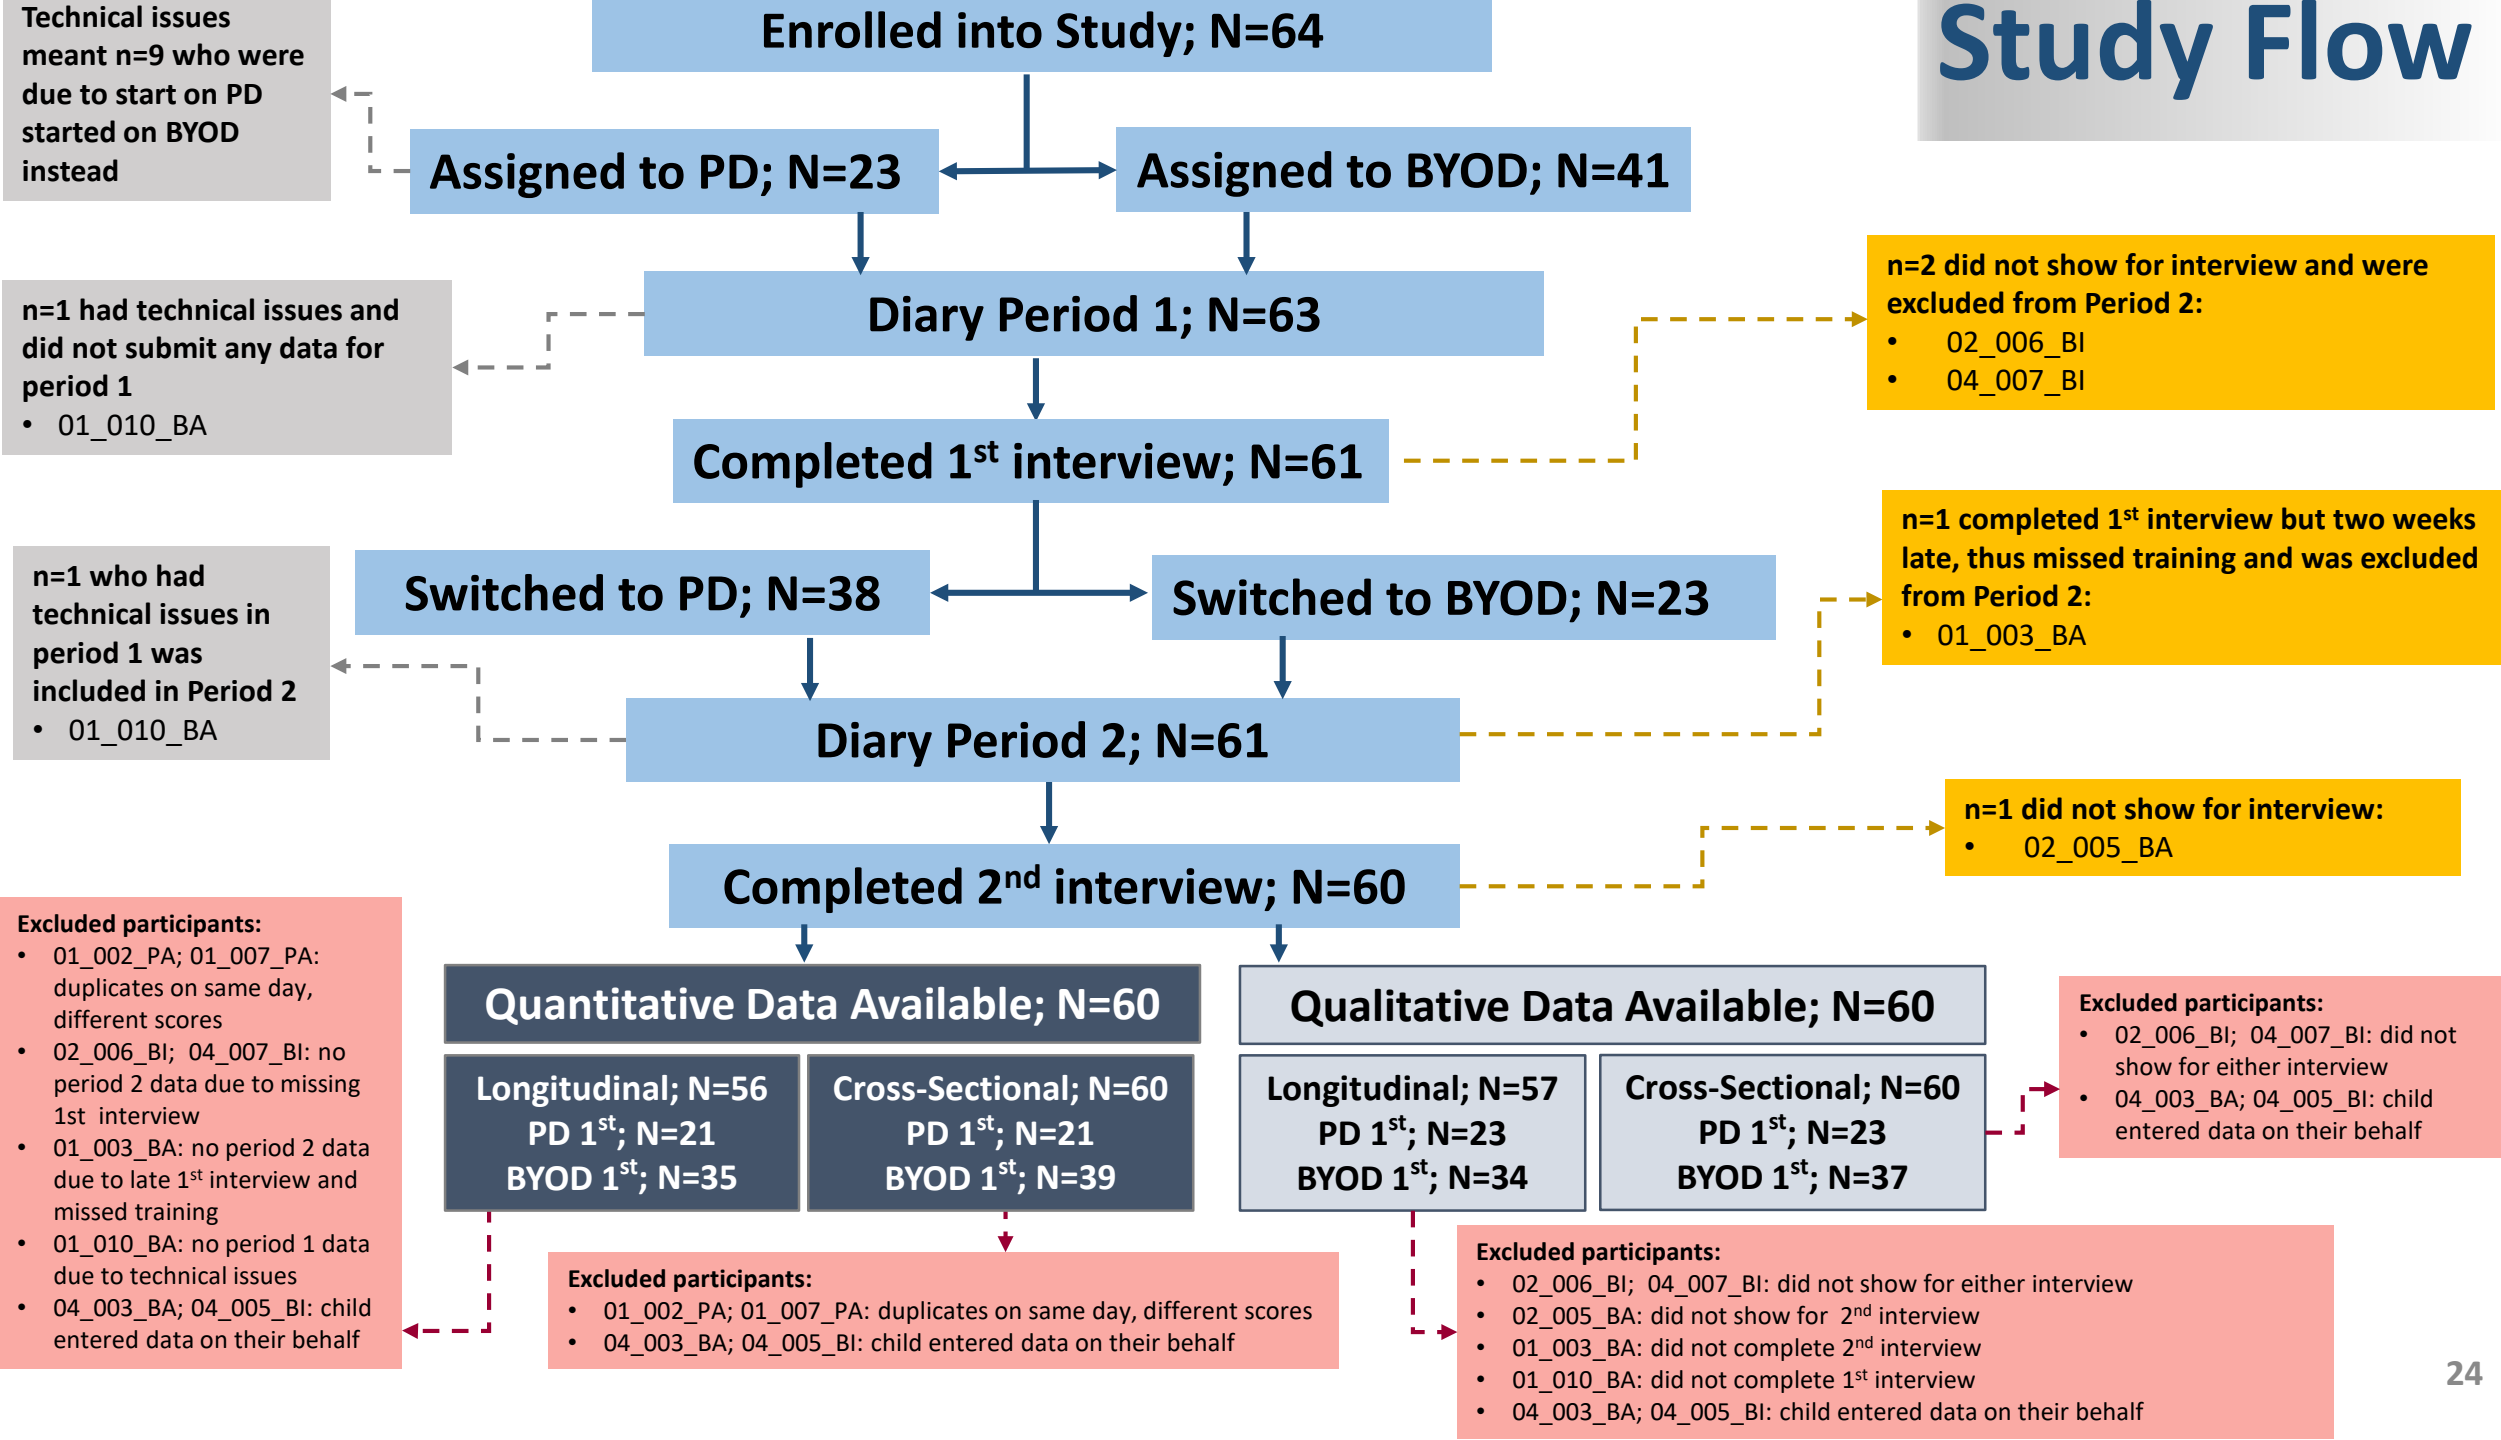 Study Flow
Enrolled into Study; N=64
Technical issues
meant n=9 who were
due to start on PD
started on BYOD
instead
Assigned to PD; N=23
Assigned to BYOD; N=41
Diary Period 1; N=63
n=1 had technical issues and
did not submit any data for
period 1
• 01_010_BA
n=2 did not show for interview and were
excluded from Period 2:
• 02_006_BI
• 04_007_BI
Completed 1st interview; N=61
Switched to PD; N=38
Switched to BYOD; N=23
n=1 who had
technical issues in
period 1 was
included in Period 2
• 01_010_BA
n=1 completed 1st interview but two weeks
late, thus missed training and was excluded
from Period 2:
• 01_003_BA
Diary Period 2; N=61
n=1 did not show for interview:
• 02_005_BA
Completed 2nd interview; N=60
Quantitative Data Available; N=60
Longitudinal; N=56
PD 1st; N=21
BYOD 1st; N=35
Cross-Sectional; N=60
PD 1st; N=21
BYOD 1st; N=39
Qualitative Data Available; N=60
Longitudinal; N=57
PD 1st; N=23
BYOD 1st; N=34
Cross-Sectional; N=60
PD 1st; N=23
BYOD 1st; N=37
Excluded participants:
• 01_002_PA; 01_007_PA:
duplicates on same day,
different scores
• 02_006_BI; 04_007_BI: no
period 2 data due to missing
1st interview
• 01_003_BA: no period 2 data
due to late 1st interview and
missed training
• 01_010_BA: no period 1 data
due to technical issues
• 04_003_BA; 04_005_BI: child
entered data on their behalf
Excluded participants:
• 01_002_PA; 01_007_PA: duplicates on same day, different scores
• 04_003_BA; 04_005_BI: child entered data on their behalf
Excluded participants:
• 02_006_BI; 04_007_BI: did not show for either interview
• 02_005_BA: did not show for 2nd interview
• 01_003_BA: did not complete 2nd interview
• 01_010_BA: did not complete 1st interview
• 04_003_BA; 04_005_BI: child entered data on their behalf
Excluded participants:
• 02_006_BI; 04_007_BI: did not
show for either interview
• 04_003_BA; 04_005_BI: child
entered data on their behalf
24